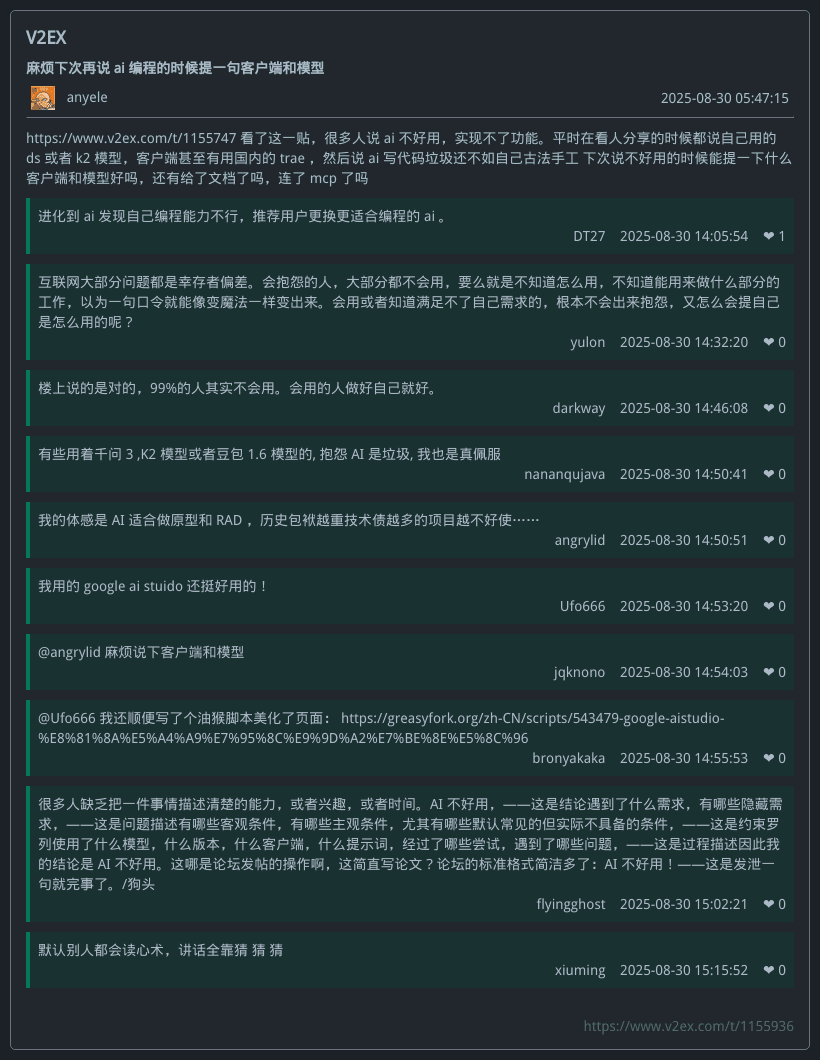 V2EX
麻烦下次再说 ai 编程的时候提一句客户端和模型
anyele 2025-08-30 05:47:15
https://www.v2ex.com/t/1155747 看了这一贴，很多人说 ai 不好用，实现不了功能。平时在看人分享的时候都说自己用的
ds 或者 k2 模型，客户端甚至有用国内的 trae ，然后说 ai 写代码垃圾还不如自己古法手工 下次说不好用的时候能提一下什么
客户端和模型好吗，还有给了文档了吗，连了 mcp 了吗
进化到 ai 发现自己编程能力不行，推荐用户更换更适合编程的 ai 。
DT27 2025-08-30 14:05:54 ❤ 1
互联网大部分问题都是幸存者偏差。会抱怨的人，大部分都不会用，要么就是不知道怎么用，不知道能用来做什么部分的
工作，以为一句口令就能像变魔法一样变出来。会用或者知道满足不了自己需求的，根本不会出来抱怨，又怎么会提自己
是怎么用的呢？
yulon 2025-08-30 14:32:20 ❤ 0
楼上说的是对的，99%的人其实不会用。会用的人做好自己就好。
darkway 2025-08-30 14:46:08 ❤ 0
有些用着千问 3 ,K2 模型或者豆包 1.6 模型的, 抱怨 AI 是垃圾, 我也是真佩服
nananqujava 2025-08-30 14:50:41 ❤ 0
我的体感是 AI 适合做原型和 RAD ，历史包袱越重技术债越多的项目越不好使……
angrylid 2025-08-30 14:50:51 ❤ 0
我用的 google ai stuido 还挺好用的！
Ufo666 2025-08-30 14:53:20 ❤ 0
@angrylid 麻烦说下客户端和模型
jqknono 2025-08-30 14:54:03 ❤ 0
@Ufo666 我还顺便写了个油猴脚本美化了页面： https://greasyfork.org/zh-CN/scripts/543479-google-aistudio-
%E8%81%8A%E5%A4%A9%E7%95%8C%E9%9D%A2%E7%BE%8E%E5%8C%96
bronyakaka 2025-08-30 14:55:53 ❤ 0
很多人缺乏把一件事情描述清楚的能力，或者兴趣，或者时间。AI 不好用，——这是结论遇到了什么需求，有哪些隐藏需
求，——这是问题描述有哪些客观条件，有哪些主观条件，尤其有哪些默认常见的但实际不具备的条件，——这是约束罗
列使用了什么模型，什么版本，什么客户端，什么提示词，经过了哪些尝试，遇到了哪些问题，——这是过程描述因此我
的结论是 AI 不好用。这哪是论坛发帖的操作啊，这简直写论文？论坛的标准格式简洁多了：AI 不好用！——这是发泄一
句就完事了。/狗头
flyingghost 2025-08-30 15:02:21 ❤ 0
默认别人都会读心术，讲话全靠猜 猜 猜
xiuming 2025-08-30 15:15:52 ❤ 0
https://www.v2ex.com/t/1155936